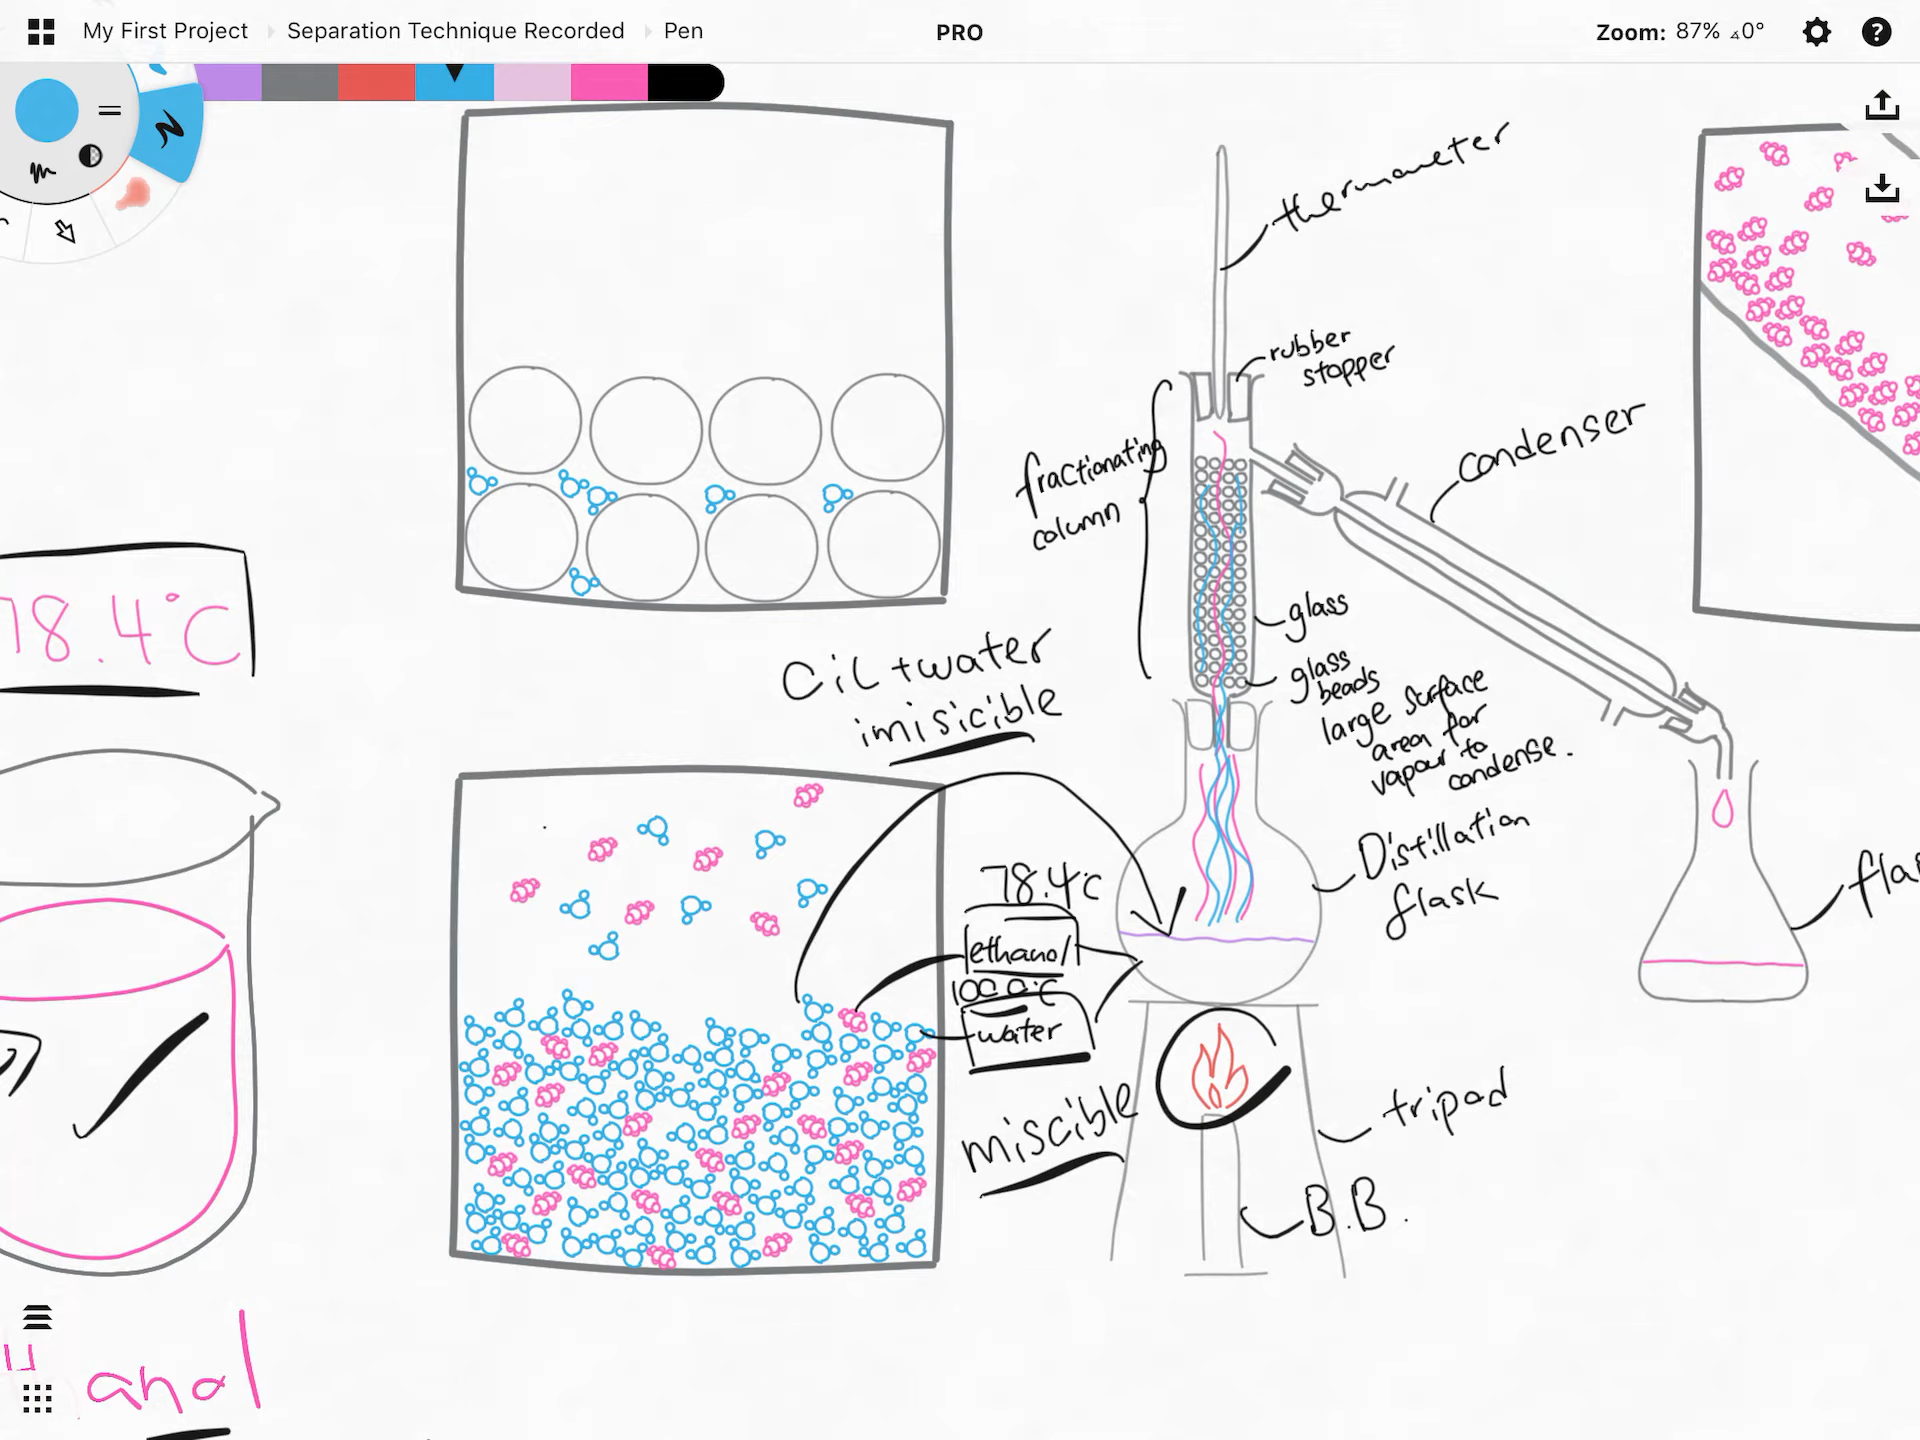 My First Project
Separation Technique Recorded
Pen
PRO
Zoom: 87% ⊿0°
?
thermometer
rubber
stopper
fractionating
column
condenser
78.4°C
glass
glass
beads
large surface
area for
vapour to
condense.
Oil + water
imisicible
Distillation
flask
78.4°C
ethanol
100.0°C
water
miscible
tripod
B.B.
anol